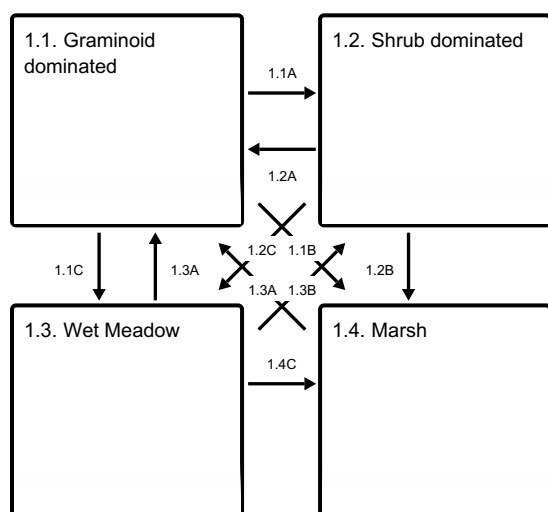 1.1. Graminoid
dominated
1.2. Shrub dominated
1.1A
1.2A
1.2C 1.1B
1.1C
1.3A
1.2B
1.3A 1.3B
1.3. Wet Meadow
1.4. Marsh
1.4C